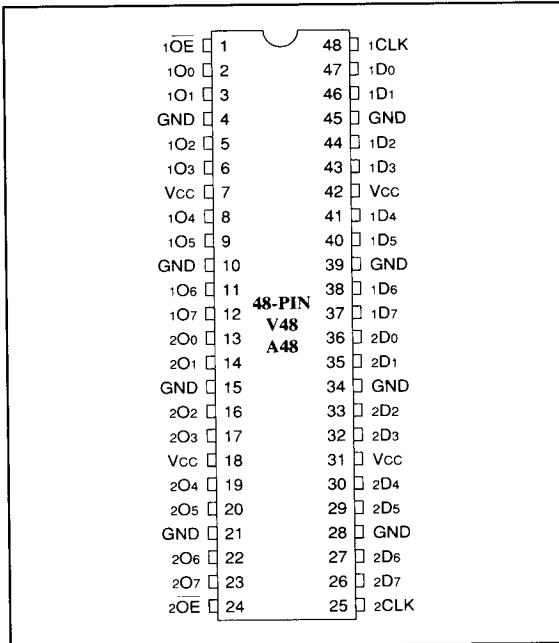 1OE 1 48 1CLK
1O0 2 47 1D0
1O1 3 46 1D1
GND 4 45 GND
1O2 5 44 1D2
1O3 6 43 1D3
Vcc 7 42 Vcc
1O4 8 41 1D4
1O5 9 40 1D5
GND 10 39 GND
1O6 11 38 1D6
1O7 12 37 1D7
2O0 13 36 2D0
2O1 14 35 2D1
GND 15 34 GND
2O2 16 33 2D2
2O3 17 32 2D3
Vcc 18 31 Vcc
2O4 19 30 2D4
2O5 20 29 2D5
GND 21 28 GND
2O6 22 27 2D6
2O7 23 26 2D7
2OE 24 25 2CLK
48-PIN
V48
A48